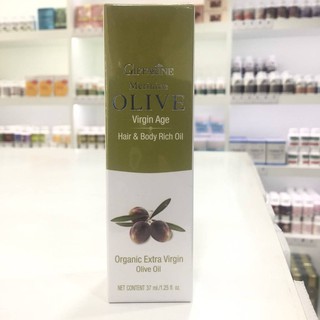 GIFFARINE
OLIVE
Virgin Age
Hair & Body Rich Oil
Organic Extra Virgin
Olive Oil
NET CONTENT 37 ml/1.25 fl oz.